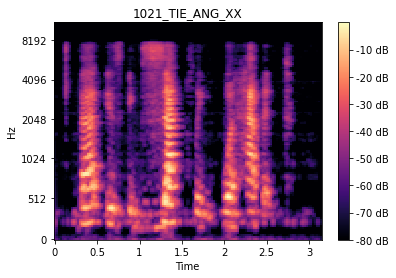 1021_TIE_ANG_XX
8192
4096
2048
1024
512
0
Hz
0 0.5 1 1.5 2 2.5 3
Time
-10 dB
-20 dB
-30 dB
-40 dB
-50 dB
-60 dB
-70 dB
-80 dB